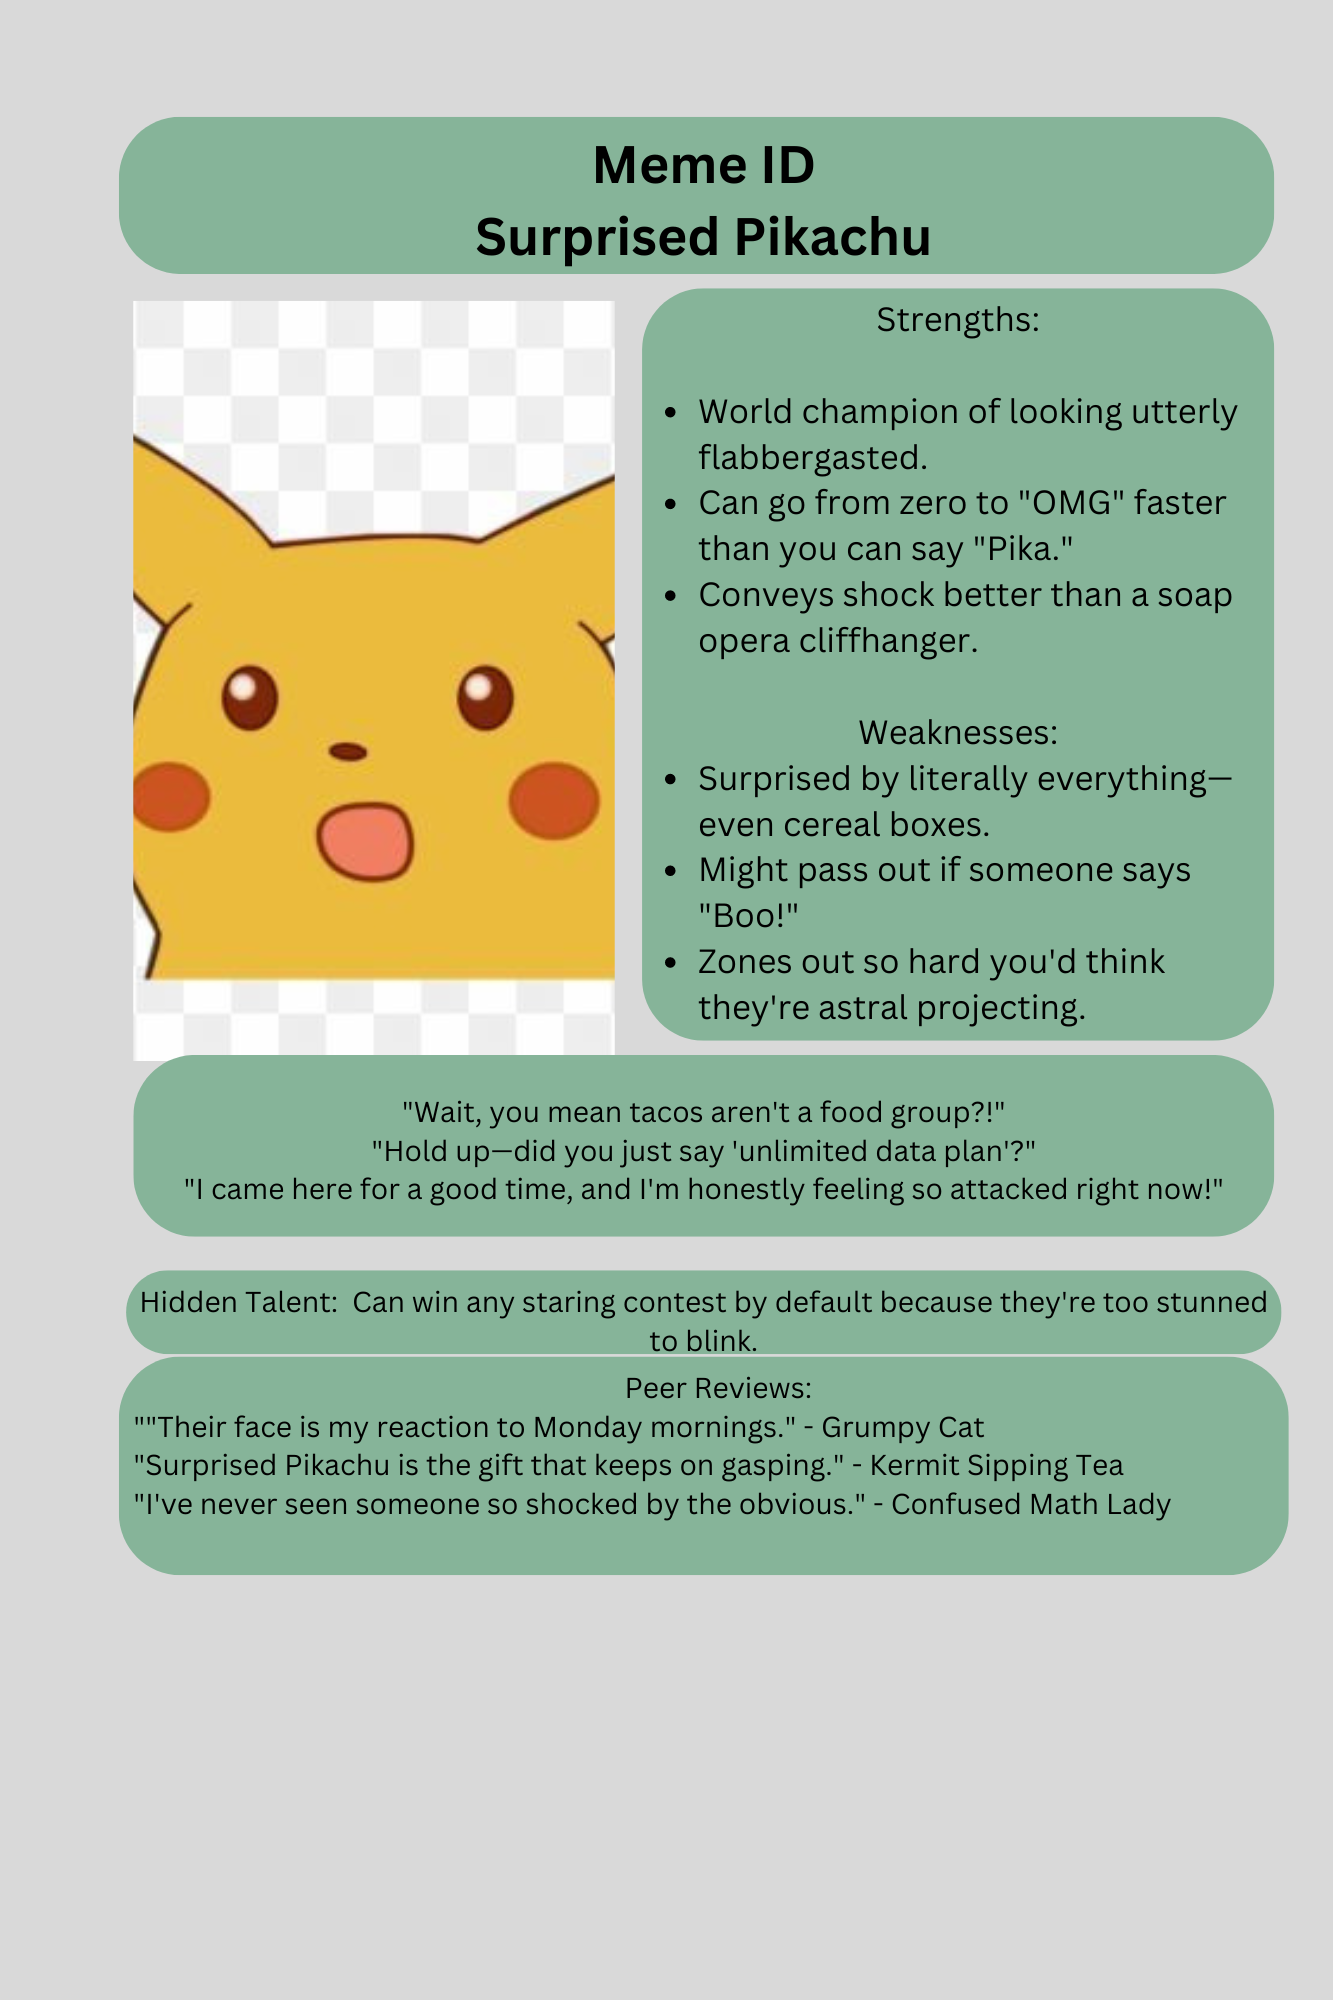 Meme ID
Surprised Pikachu
Strengths:
• World champion of looking utterly
flabbergasted.
• Can go from zero to "OMG" faster
than you can say "Pika."
• Conveys shock better than a soap
opera cliffhanger.
Weaknesses:
• Surprised by literally everything—
even cereal boxes.
• Might pass out if someone says
"Boo!"
• Zones out so hard you'd think
they're astral projecting.
"Wait, you mean tacos aren't a food group?!"
"Hold up—did you just say 'unlimited data plan'?"
"I came here for a good time, and I'm honestly feeling so attacked right now!"
Hidden Talent:  Can win any staring contest by default because they're too stunned
to blink.
Peer Reviews:
""Their face is my reaction to Monday mornings." - Grumpy Cat
"Surprised Pikachu is the gift that keeps on gasping." - Kermit Sipping Tea
"I've never seen someone so shocked by the obvious." - Confused Math Lady